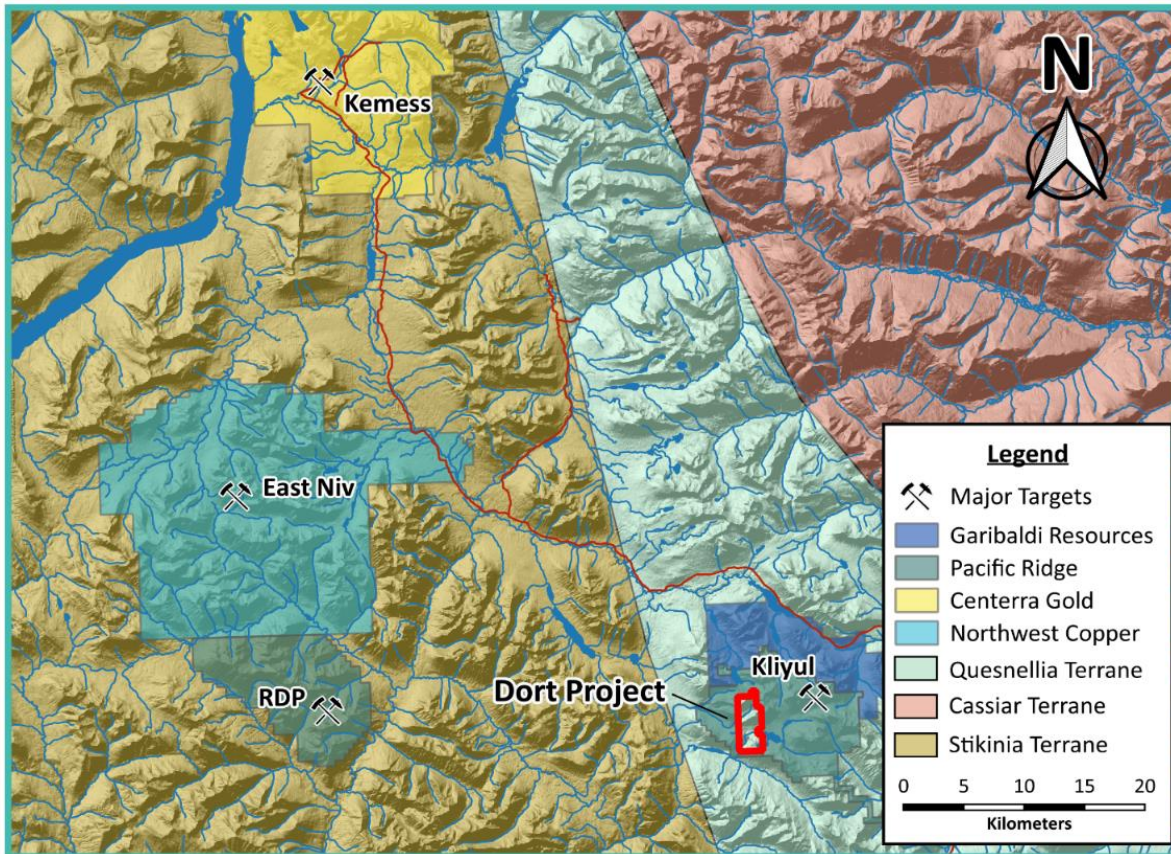 N
Kemess
East Niv
RDP
Kliyul
Dort Project
Legend
Major Targets
Garibaldi Resources
Pacific Ridge
Centerra Gold
Northwest Copper
Quesnellia Terrane
Cassiar Terrane
Stikinia Terrane
0 5 10 15 20
Kilometers